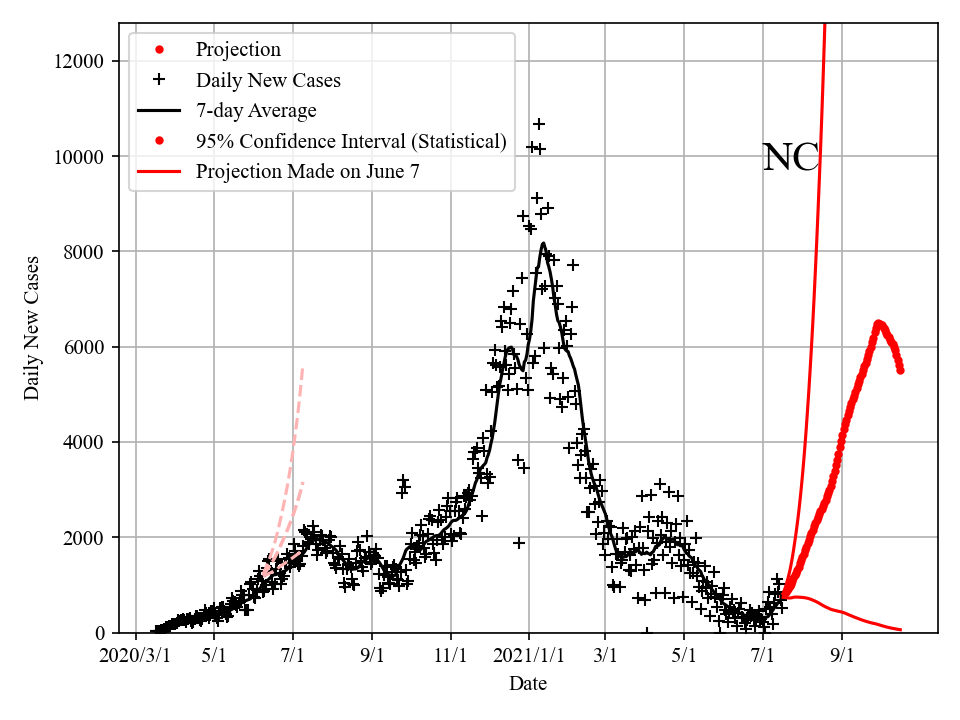 Projection
Daily New Cases
7-day Average
95% Confidence Interval (Statistical)
Projection Made on June 7
NC
12000
10000
8000
6000
4000
2000
0
Daily New Cases
2020/3/1 5/1 7/1 9/1 11/1 2021/1/1 3/1 5/1 7/1 9/1
Date